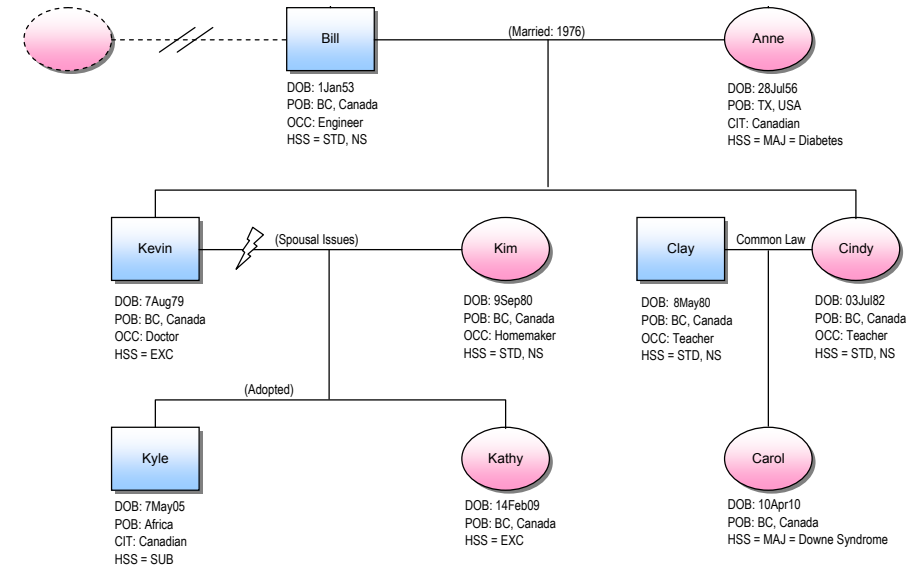 Bill
(Married: 1976)
Anne
DOB: 1Jan53
POB: BC, Canada
OCC: Engineer
HSS = STD, NS
DOB: 28Jul56
POB: TX, USA
CIT: Canadian
HSS = MAJ = Diabetes
Kevin
(Spousal Issues)
Kim
Clay
Common Law
Cindy
DOB: 7Aug79
POB: BC, Canada
OCC: Doctor
HSS = EXC
DOB: 9Sep80
POB: BC, Canada
OCC: Homemaker
HSS = STD, NS
DOB: 8May80
POB: BC, Canada
OCC: Teacher
HSS = STD, NS
DOB: 03Jul82
POB: BC, Canada
OCC: Teacher
HSS = STD, NS
(Adopted)
Kyle
Kathy
Carol
DOB: 7May05
POB: Africa
CIT: Canadian
HSS = SUB
DOB: 14Feb09
POB: BC, Canada
HSS = EXC
DOB: 10Apr10
POB: BC, Canada
HSS = MAJ = Downe Syndrome